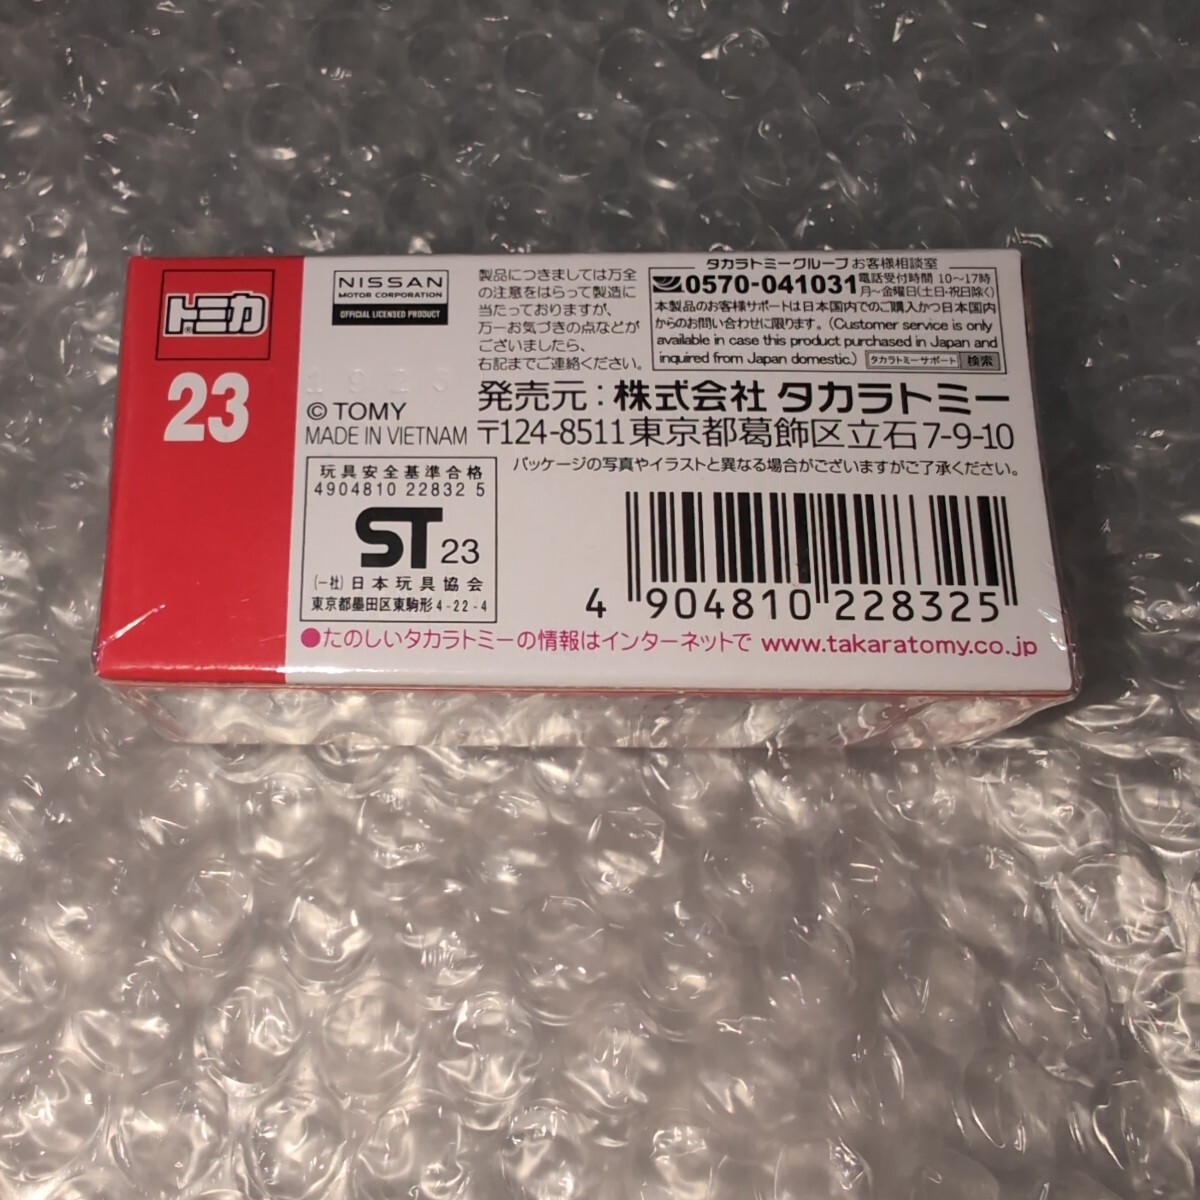 トミカ
®
23
NISSAN
MOTOR CORPORATION
OFFICIAL LICENSED PRODUCT
© TOMY
MADE IN VIETNAM
製品につきましては万全
の注意をはらって製造に
当たっておりますが、
万一お気づきの点などが
ございましたら、
右記までご連絡ください。
タカラトミーグループ お客様相談室
0570-041031 電話受付時間 10〜17時
月〜金曜日(土日・祝日除く)
本製品のお客様サポートは日本国内でのご購入かつ日本国内
からのお問い合わせに限ります。(Customer service is only
available in case this product purchased in Japan and
inquired from Japan domestic.) タカラトミーサポート 検索
発売元：株式会社 タカラトミー
〒124-8511 東京都葛飾区立石7-9-10
パッケージの写真やイラストと異なる場合がございますがご了承ください。
玩具安全基準合格
4904810 22832 5
ST 23
(一社) 日本玩具協会
東京都墨田区東駒形 4-22-4
4 904810 228325
●たのしいタカラトミーの情報はインターネットで www.takaratomy.co.jp